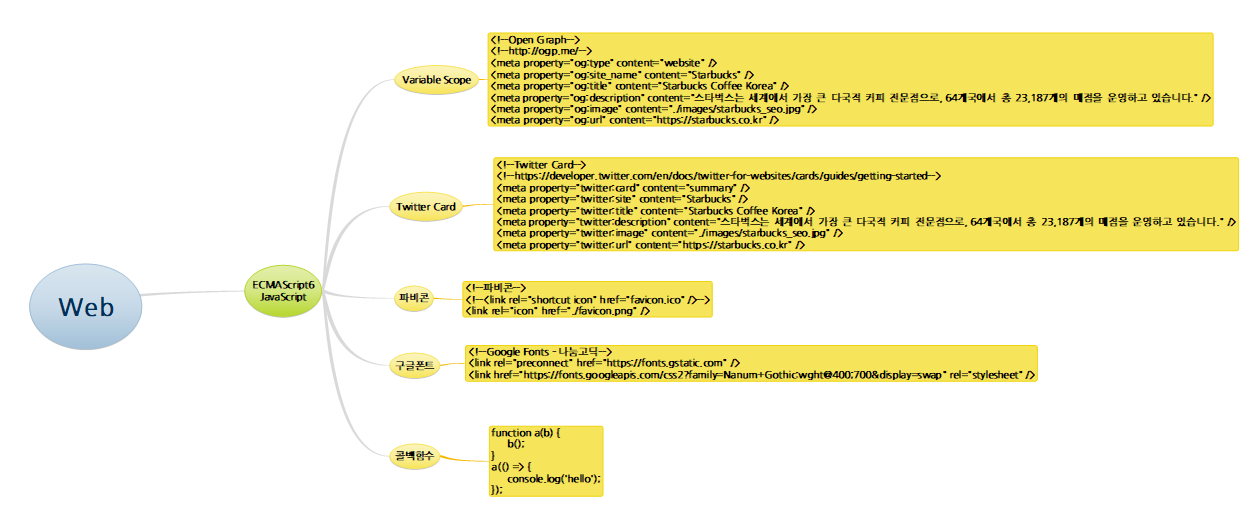 Web
ECMAScript6
JavaScript
Variable Scope
<!--Open Graph-->
<!--http://ogp.me/-->
<meta property="og:type" content="website" />
<meta property="og:site_name" content="Starbucks" />
<meta property="og:title" content="Starbucks Coffee Korea" />
<meta property="og:description" content="스타벅스는 세계에서 가장 큰 다국적 커피 전문점으로, 64개국에서 총 23,187개의 매점을 운영하고 있습니다." />
<meta property="og:image" content="./images/starbucks_seo.jpg" />
<meta property="og:url" content="https://starbucks.co.kr" />
Twitter Card
<!--Twitter Card-->
<!--https://developer.twitter.com/en/docs/twitter-for-websites/cards/guides/getting-started-->
<meta property="twitter:card" content="summary" />
<meta property="twitter:site" content="Starbucks" />
<meta property="twitter:title" content="Starbucks Coffee Korea" />
<meta property="twitter:description" content="스타벅스는 세계에서 가장 큰 다국적 커피 전문점으로, 64개국에서 총 23,187개의 매점을 운영하고 있습니다." />
<meta property="twitter:image" content="./images/starbucks_seo.jpg" />
<meta property="twitter:url" content="https://starbucks.co.kr" />
파비콘
<!--파비콘-->
<!--<link rel="shortcut icon" href="favicon.ico" />-->
<link rel="icon" href="./favicon.png" />
구글폰트
<!--Google Fonts - 나눔고딕-->
<link rel="preconnect" href="https://fonts.gstatic.com" />
<link href="https://fonts.googleapis.com/css2?family=Nanum+Gothic:wght@400;700&display=swap" rel="stylesheet" />
콜백함수
function a(b) {
b();
}
a(() => {
console.log("hello");
});